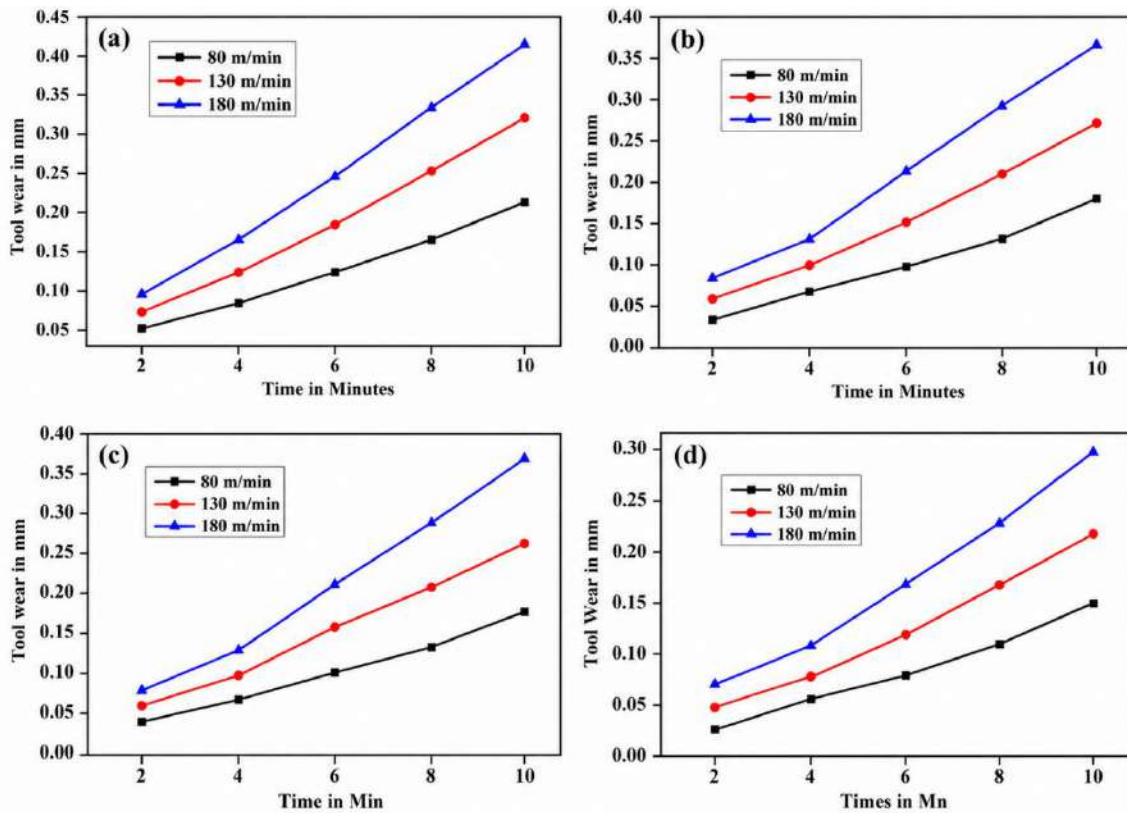 (a)
80 m/min
130 m/min
180 m/min
Tool wear in mm
0.45
0.40
0.35
0.30
0.25
0.20
0.15
0.10
0.05
2 4 6 8 10
Time in Minutes
(b)
80 m/min
130 m/min
180 m/min
Tool wear in mm
0.40
0.35
0.30
0.25
0.20
0.15
0.10
0.05
0.00
2 4 6 8 10
Time in Minutes
(c)
80 m/min
130 m/min
180 m/min
Tool wear in mm
0.40
0.35
0.30
0.25
0.20
0.15
0.10
0.05
0.00
2 4 6 8 10
Time in Min
(d)
80 m/min
130 m/min
180 m/min
Tool Wear in mm
0.30
0.25
0.20
0.15
0.10
0.05
0.00
2 4 6 8 10
Times in Mn